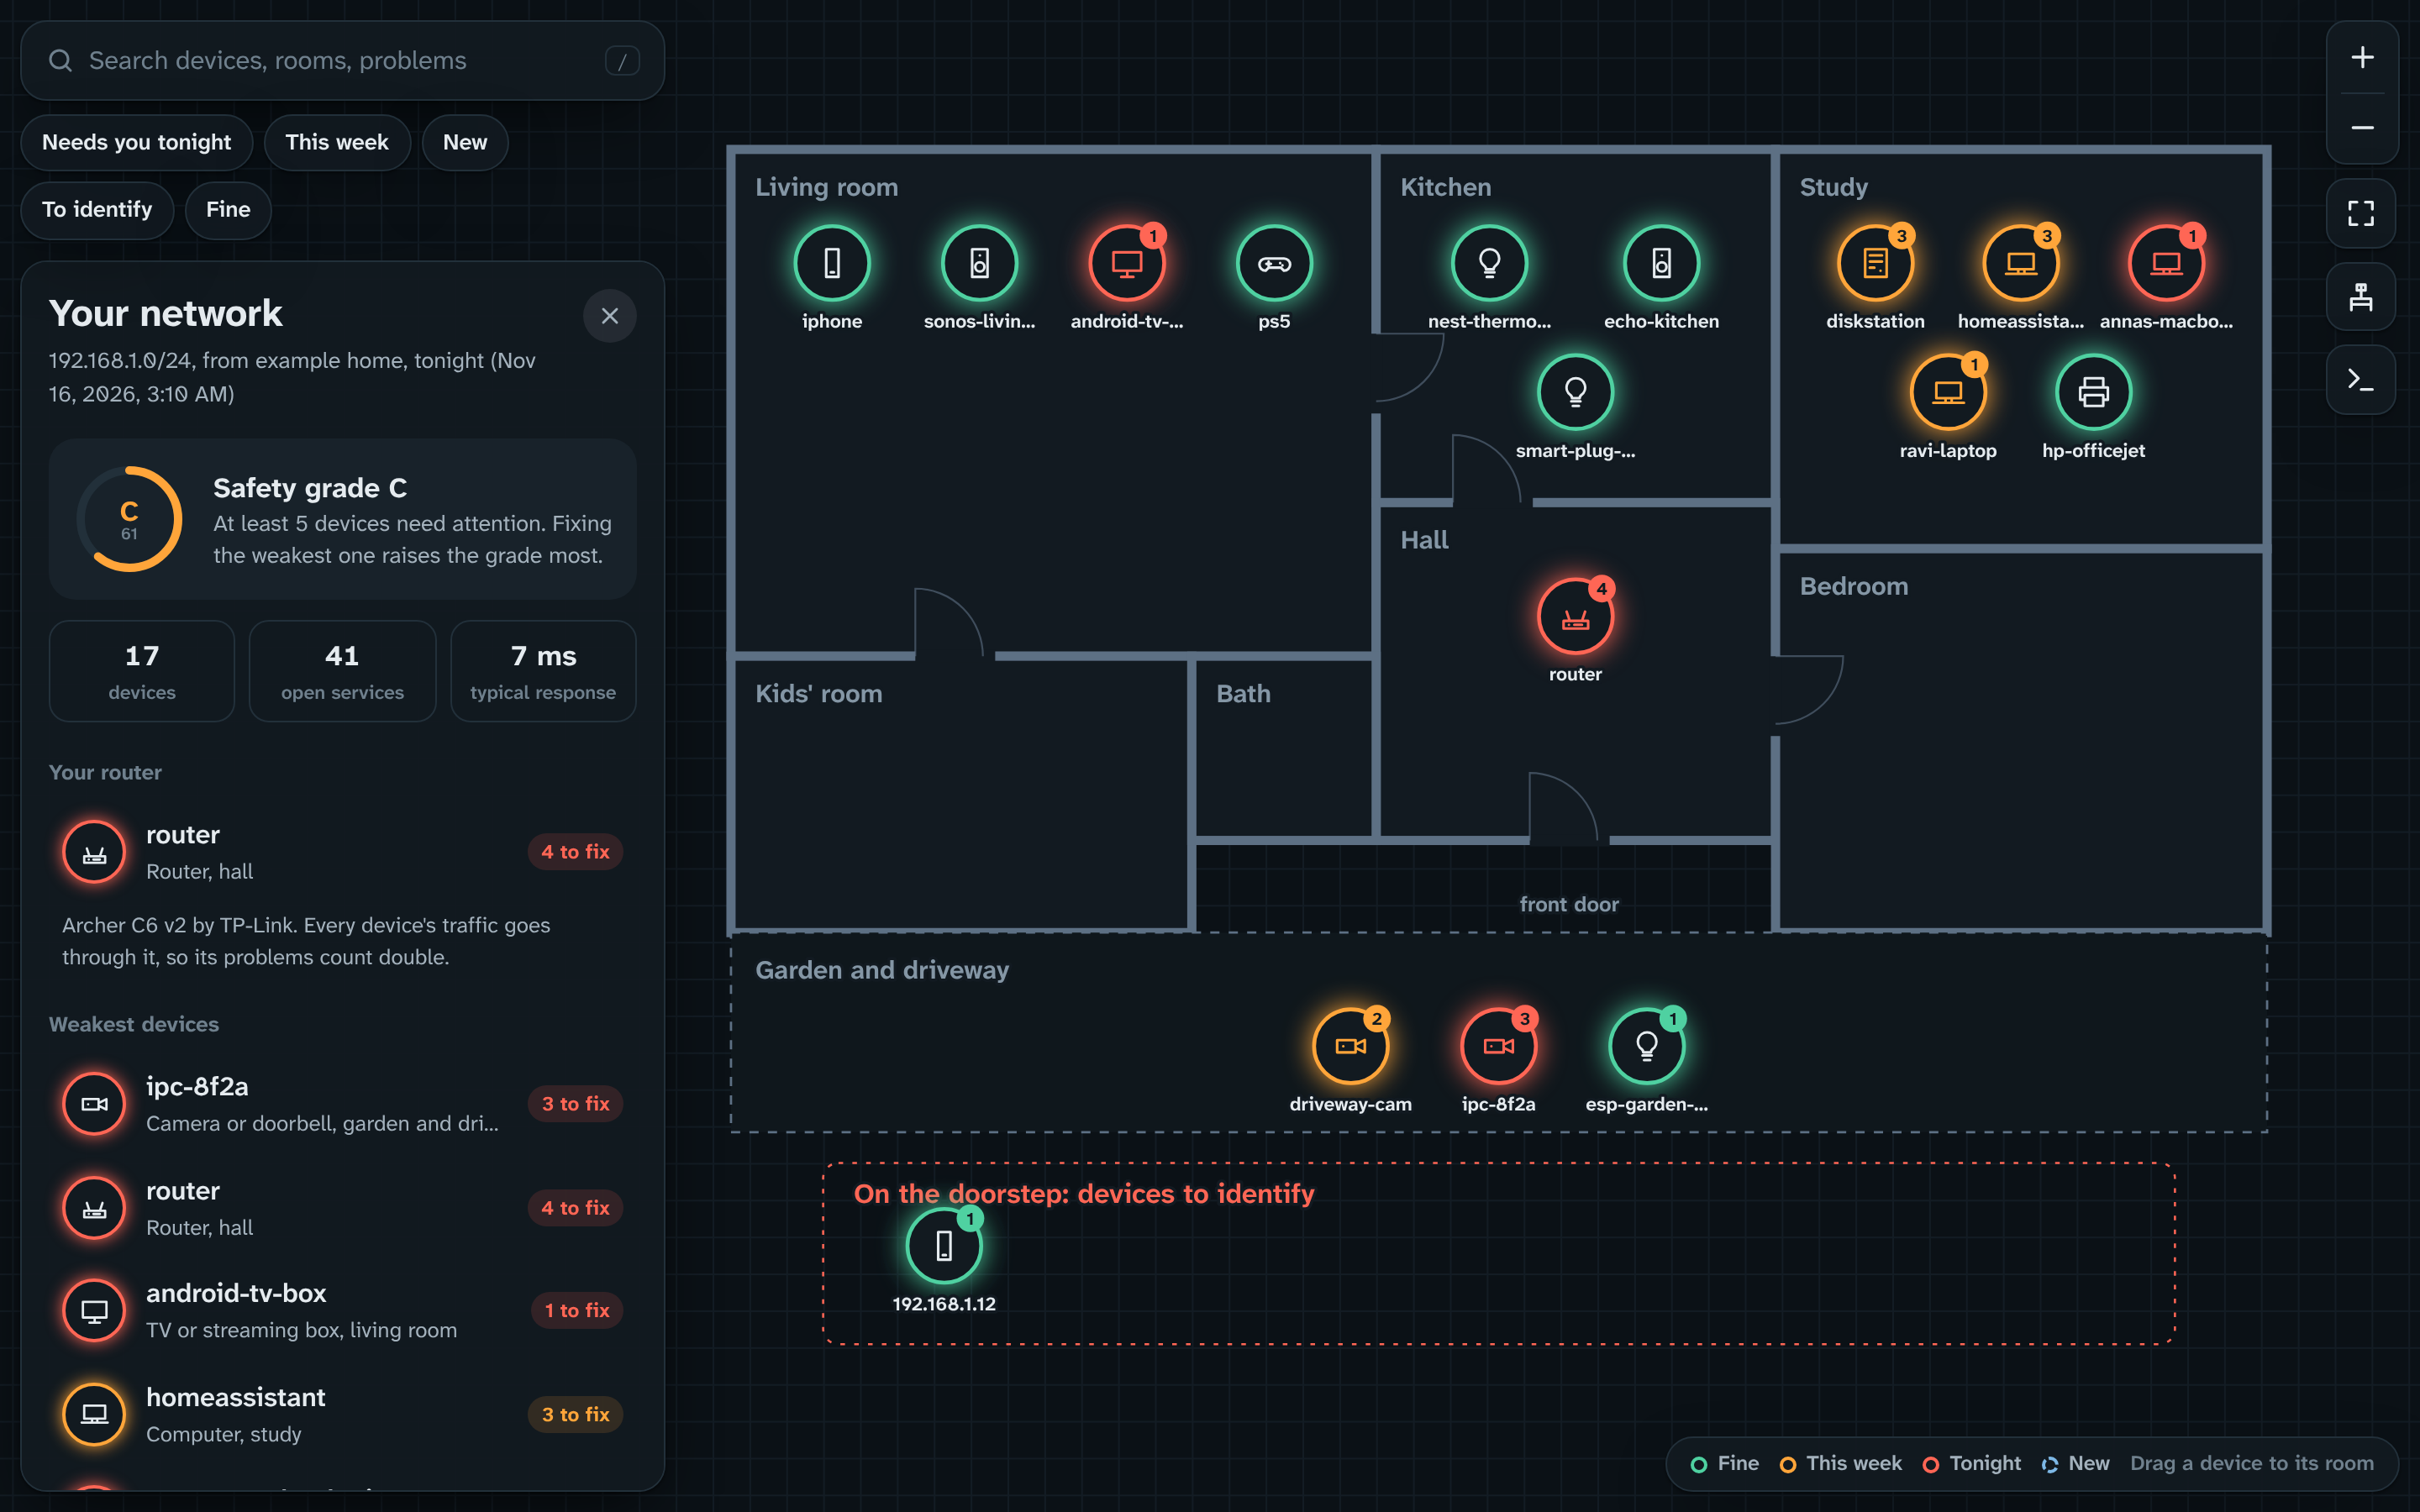 Search devices, rooms, problems /
Needs you tonight
This week
New
To identify
Fine
Your network
192.168.1.0/24, from example home, tonight (Nov
16, 2026, 3:10 AM)
C
61
Safety grade C
At least 5 devices need attention. Fixing
the weakest one raises the grade most.
17
devices
41
open services
7 ms
typical response
Your router
router
Router, hall
4 to fix
Archer C6 v2 by TP-Link. Every device's traffic goes
through it, so its problems count double.
Weakest devices
ipc-8f2a
Camera or doorbell, garden and dri...
3 to fix
router
Router, hall
4 to fix
android-tv-box
TV or streaming box, living room
1 to fix
homeassistant
Computer, study
3 to fix
Living room
iphone
sonos-livin...
1
android-tv-...
ps5
Kitchen
nest-thermo...
echo-kitchen
smart-plug-...
Study
3
diskstation
3
homeassista...
1
annas-macbo...
1
ravi-laptop
hp-officejet
Hall
4
router
Bedroom
Kids' room
Bath
front door
Garden and driveway
2
driveway-cam
3
ipc-8f2a
1
esp-garden-...
On the doorstep: devices to identify
1
192.168.1.12
Fine
This week
Tonight
New
Drag a device to its room